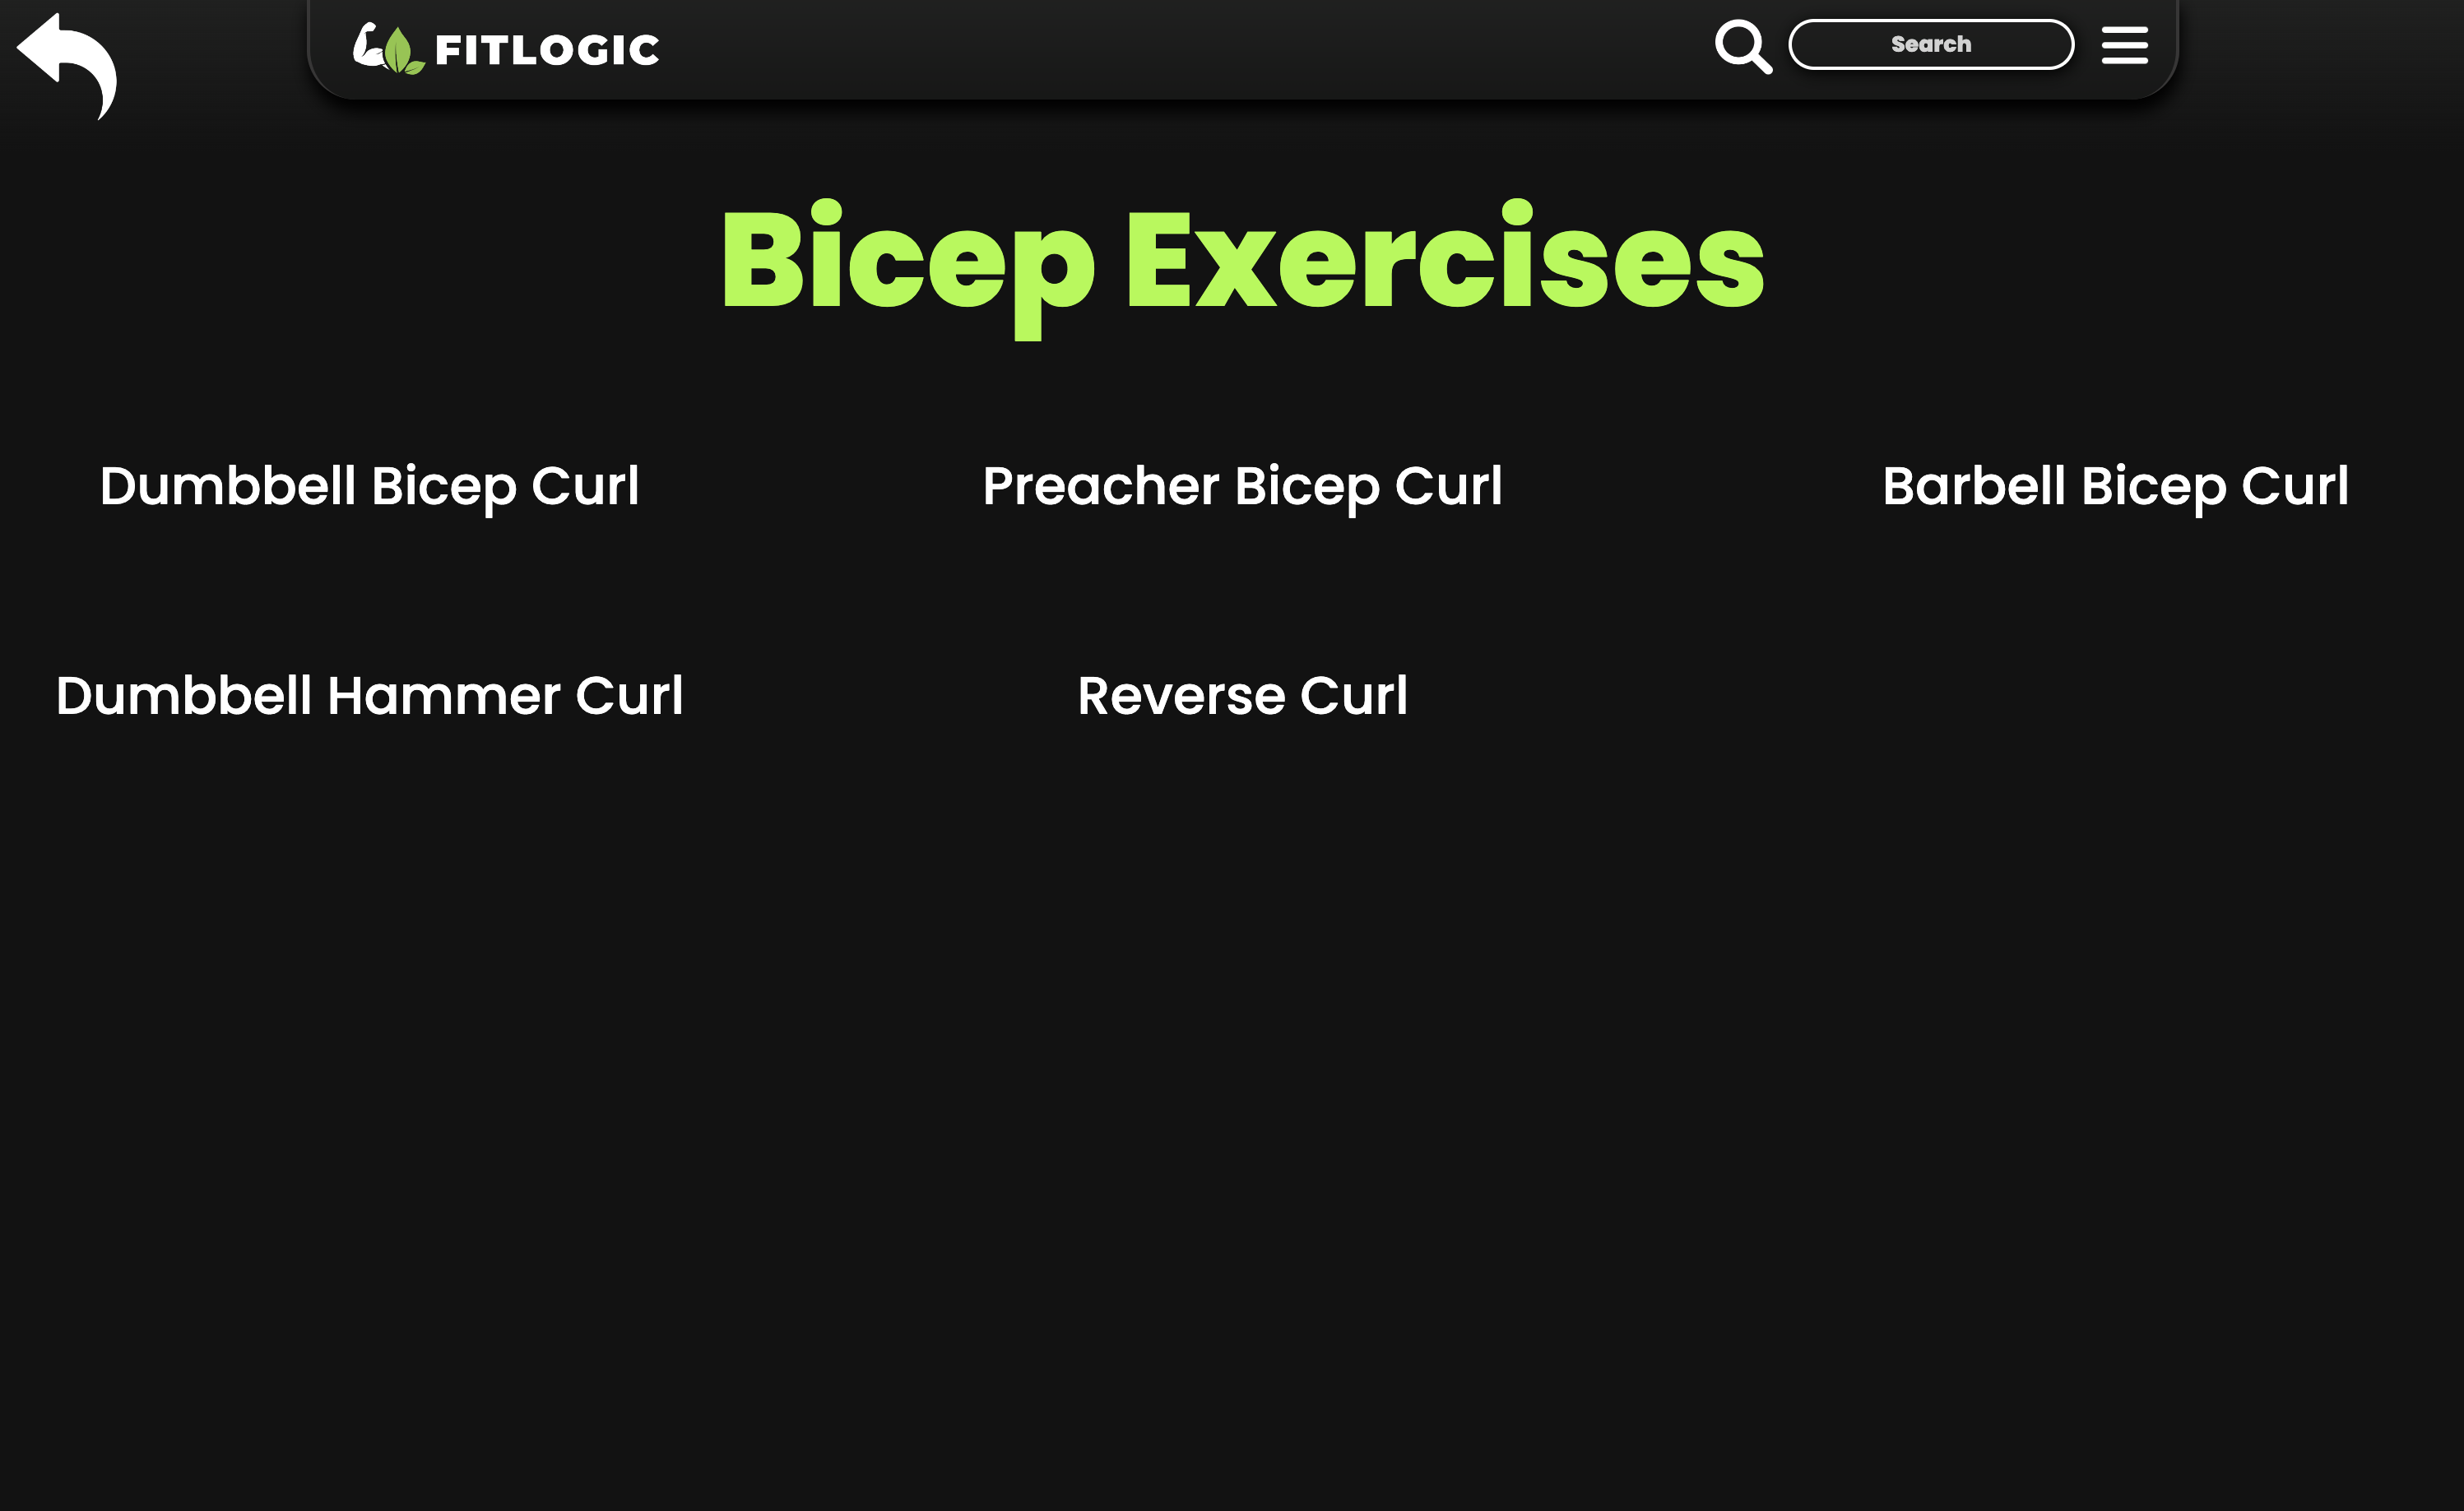 FITLOGIC
Search
Bicep Exercises
Dumbbell Bicep Curl
Preacher Bicep Curl
Barbell Bicep Curl
Dumbbell Hammer Curl
Reverse Curl